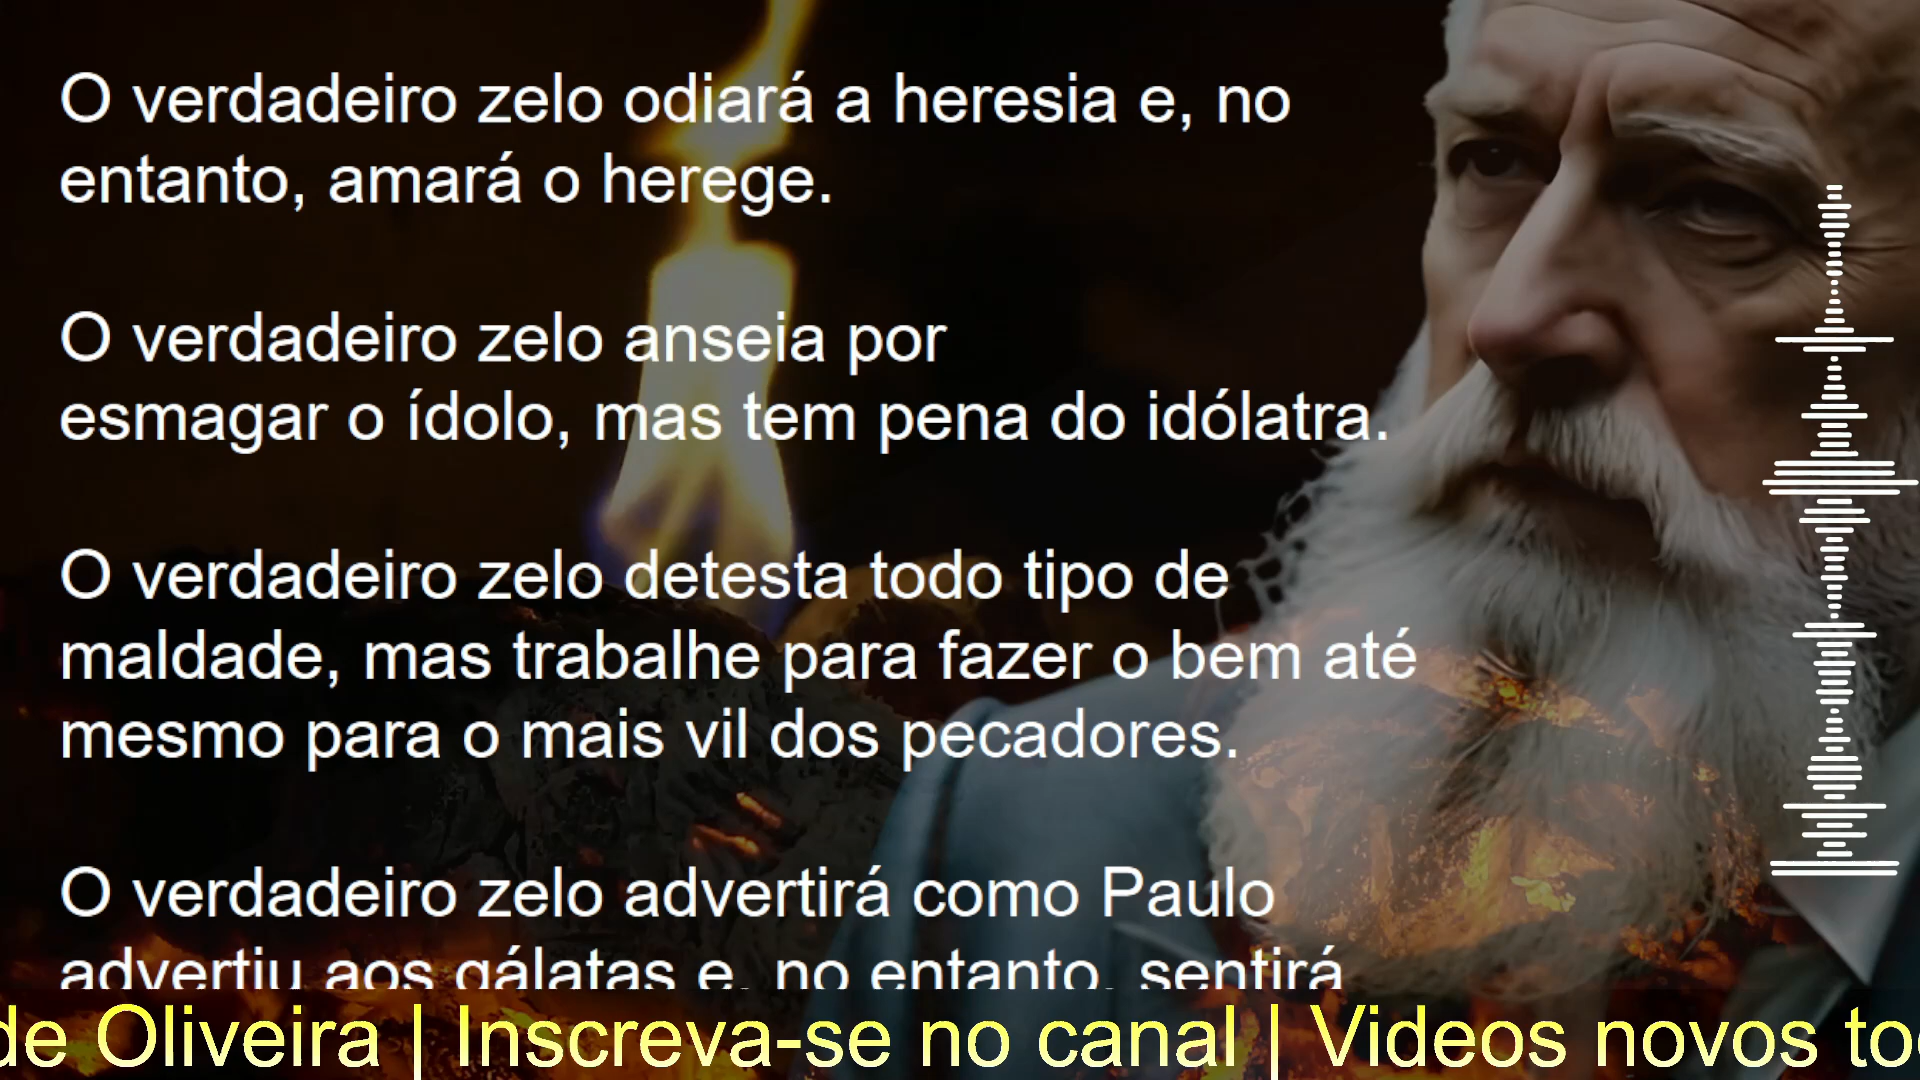 O verdadeiro zelo odiará a heresia e, no
entanto, amará o herege.
O verdadeiro zelo anseia por
esmagar o ídolo, mas tem pena do idólatra.
O verdadeiro zelo detesta todo tipo de
maldade, mas trabalhe para fazer o bem até
mesmo para o mais vil dos pecadores.
O verdadeiro zelo advertirá como Paulo
advertiu aos gálatas e, no entanto, sentirá
de Oliveira | Inscreva-se no canal | Videos novos